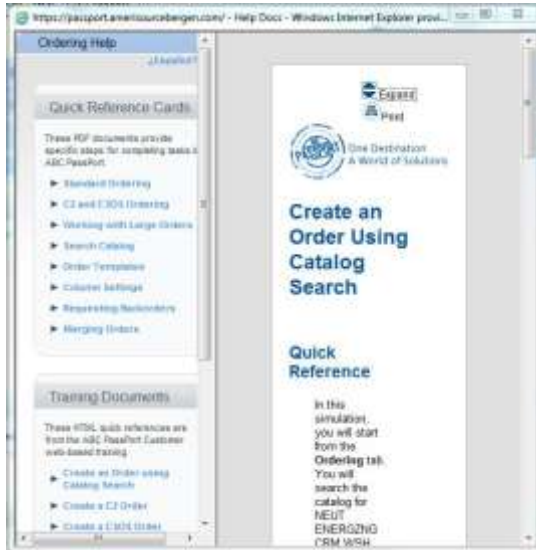 https://passport.amerisourcebergen.com/ - Help Docs - Windows Internet Explorer provi...
Ordering Help
Quick Reference Cards
These PDF documents provide
specific steps for completing tasks
ABC PassPort
Standard Ordering
C2 and CSOS Ordering
Working with Large Orders
Search Catalog
Order Templates
Column Settings
Requesting Backorders
Merging Orders
Training Documents
These HTML quick references are
from the ABC PassPort Customer
web-based training
Create an Order using
Catalog Search
Create a C2 Order
Create a CSOS Order
Expand
Print
One Destination
A World of Solutions
Create an
Order Using
Catalog
Search
Quick
Reference
In this
simulation,
you will start
from the
Ordering tab.
You will
search the
catalog for
NEUT
ENERGZNG
CRM WSH